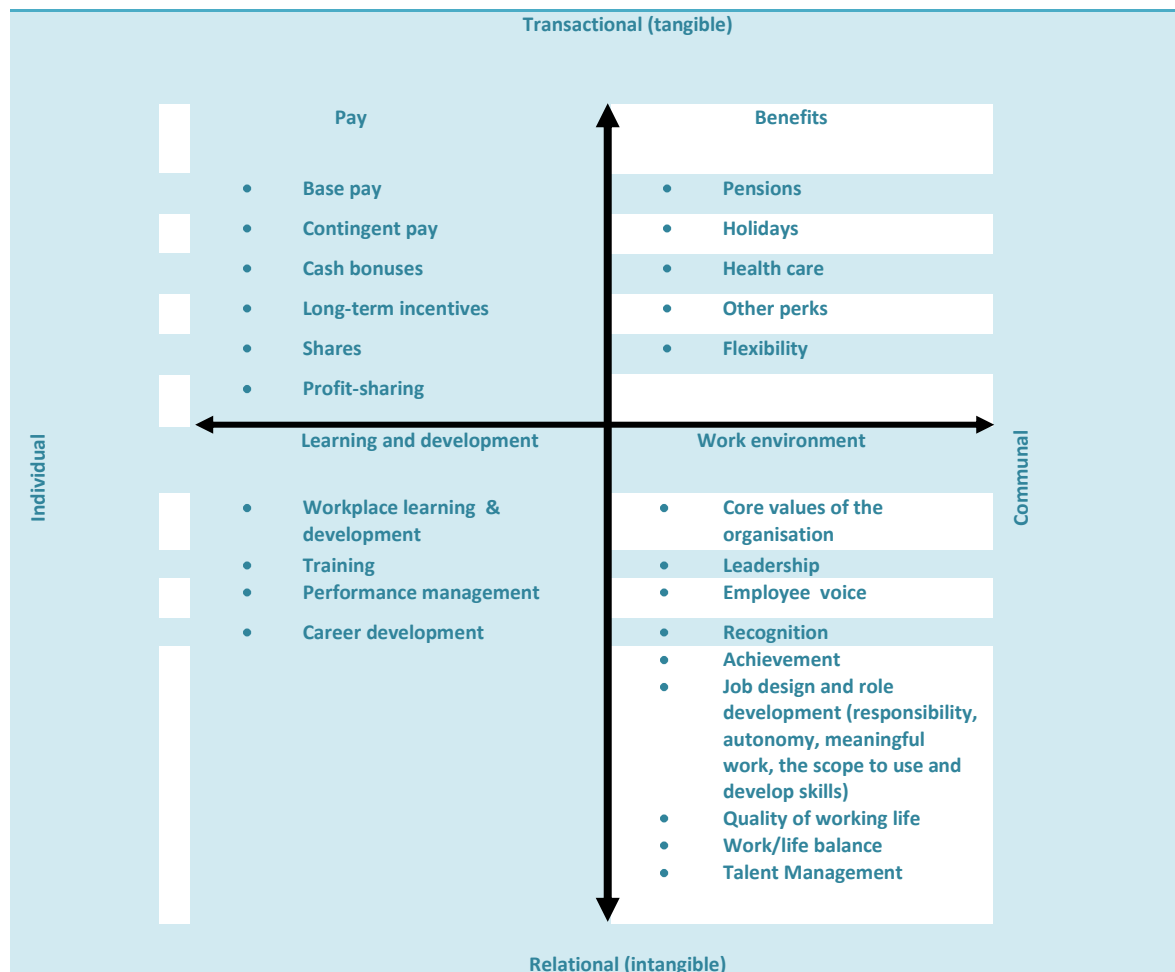 Transactional (tangible)
Pay
• Base pay
• Contingent pay
• Cash bonuses
• Long-term incentives
• Shares
• Profit-sharing
Benefits
• Pensions
• Holidays
• Health care
• Other perks
• Flexibility
Individual
Communal
Learning and development
• Workplace learning & 
development
• Training
• Performance management
• Career development
Work environment
• Core values of the
organisation
• Leadership
• Employee voice
• Recognition
• Achievement
• Job design and role
development (responsibility,
autonomy, meaningful
work, the scope to use and
develop skills)
• Quality of working life
• Work/life balance
• Talent Management
Relational (intangible)